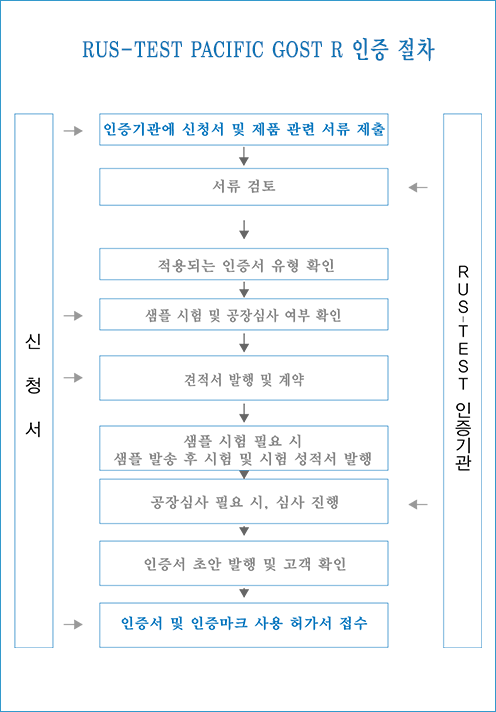 RUS-TEST PACIFIC GOST R 인증 절차
인증기관에 신청서 및 제품 관련 서류 제출
서류 검토
적용되는 인증서 유형 확인
샘플 시험 및 공장심사 여부 확인
견적서 발행 및 계약
샘플 시험 필요 시
샘플 발송 후 시험 및 시험 성적서 발행
공장심사 필요 시, 심사 진행
인증서 초안 발행 및 고객 확인
인증서 및 인증마크 사용 허가서 접수
신청서
RUS-TEST 인증기관